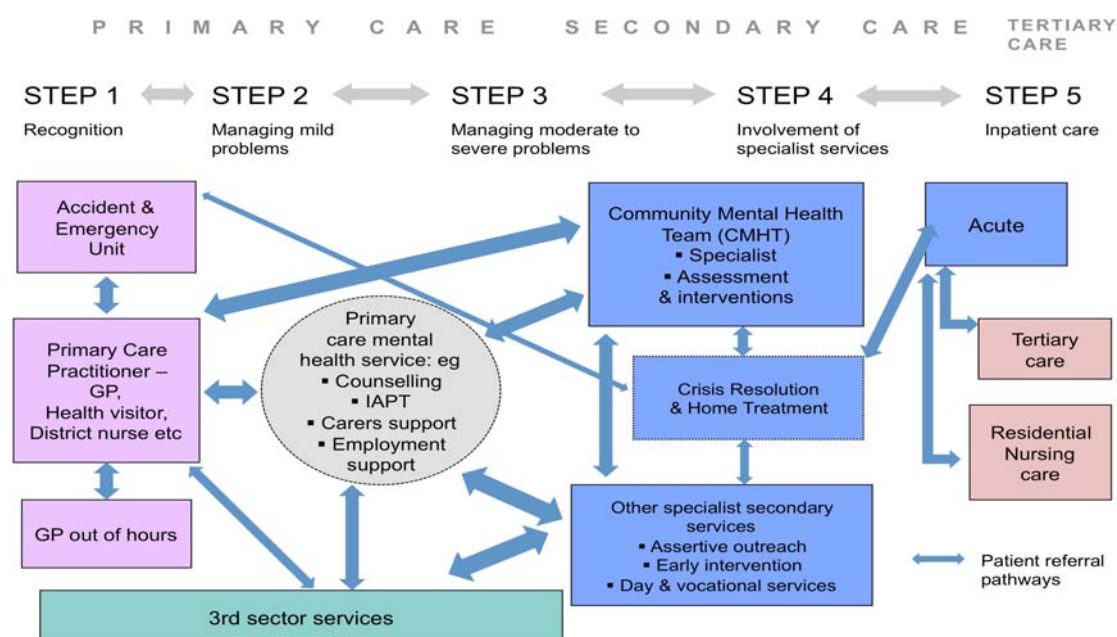 PRIMARY CARE SECONDARY CARE TERTIARY
CARE
STEP 1 STEP 2 STEP 3 STEP 4 STEP 5
Recognition
Managing mild
problems
Managing moderate to
severe problems
Involvement of
specialist services
Inpatient care
Accident &
Emergency
Unit
Primary Care
Practitioner –
GP,
Health visitor,
District nurse etc
GP out of hours
Primary
care mental
health service: eg
▪ Counselling
▪ IAPT
▪ Carers support
▪ Employment
support
3rd sector services
Community Mental Health
Team (CMHT)
▪ Specialist
▪ Assessment
& interventions
Crisis Resolution
& Home Treatment
Other specialist secondary
services
▪ Assertive outreach
▪ Early intervention
▪ Day & vocational services
Acute
Tertiary
care
Residential
Nursing
care
Patient referral
pathways